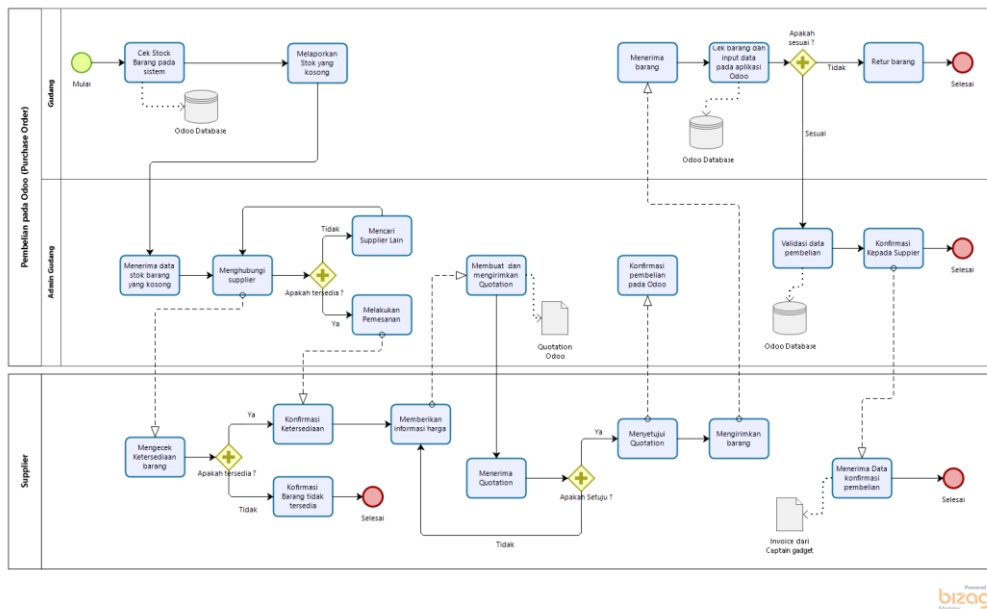 Pembelian pada Odoo (Purchase Order)
Gudang
Mulai
Cek Stock
Barang pada
sistem
Odoo Database
Melaporkan
Stok yang
kosong
Menerima
barang
Cek barang dan
input data
pada aplikasi
Odoo
Odoo Database
Apakah
sesuai ?
Tidak
Sesuai
Retur barang
Selesai
Admin Gudang
Menerima data
stok barang
yang kosong
Menghubungi
supplier
Apakah tersedia ?
Tidak
Mencari
Supplier Lain
Ya
Melakukan
Pemesanan
Membuat dan
mengirimkan
Quotation
Quotation
Odoo
Konfirmasi
pembelian
pada Odoo
Validasi data
pembelian
Odoo Database
Konfirmasi
Kepada Suppier
Selesai
Supplier
Mengecek
Ketersediaan
barang
Apakah tersedia ?
Ya
Konfirmasi
Ketersediaan
Tidak
Kofirmasi
Barang tidak
tersedia
Selesai
Memberikan
informasi harga
Menerima
Quotation
Apakah Setuju ?
Ya
Tidak
Menyetujui
Quotation
Mengirimkan
barang
Menerima Data
konfirmasi
pembelian
Invoice dari
Captain gadget
Selesai
Powered
bizag
Modeler